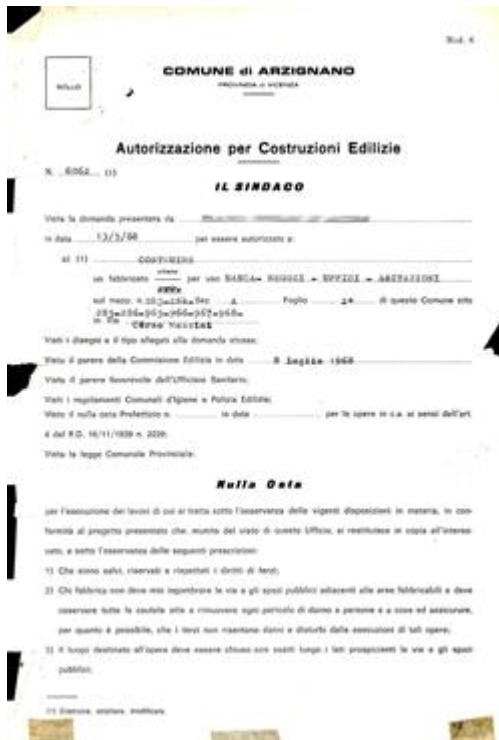 Mod. 4
BOLLO
COMUNE di ARZIGNANO
PROVINCIA di VICENZA
Autorizzazione per Costruzioni Edilizie
N. 6062 (1)
IL SINDACO
Vista la domanda presentata da
in data 13/3/68 per essere autorizzato a:
a) (1) COSTRUIRE
un fabbricato urbano per uso BANCA - NEGOZI - UFFICI - ABITAZIONI
sul mapp. n. Sez. A Foglio di questo Comune sito
in Via Corso Mazzini
Visti i disegni e il tipo allegati alla domanda stessa;
Visto il parere della Commissione Edilizia in data 8 luglio 1968
Visto il parere favorevole dell'Ufficiale Sanitario;
Visti i regolamenti Comunali d'Igiene e Polizia Edilizia;
Visto il nulla osta Prefettizio n. in data per le opere in c.a. ai sensi dell'art.
4 del R.D. 16/11/1939 n. 2229;
Vista la legge Comunale Provinciale;
Nulla Osta
per l'esecuzione dei lavori di cui si tratta sotto l'osservanza delle vigenti disposizioni in materia, in con-
formità al progetto presentato che, munito del visto di questo Ufficio, si restituisce in copia all'interes-
sato, e sotto l'osservanza delle seguenti prescrizioni:
1) Che siano salvi, riservati e rispettati i diritti di terzi;
2) Chi fabbrica non deve mai ingombrare le vie e gli spazi pubblici adiacenti alle aree fabbricabili e deve
osservare tutte le cautele atte a rimuovere ogni pericolo di danno a persone e a cose ed assicurare,
per quanto è possibile, che i terzi non risentano danni e disturbi dalla esecuzione di tali opere;
3) Il luogo destinato all'opera deve essere chiuso con assiti lungo i lati prospicienti le vie e gli spazi
pubblici;
(1) Costruire, ampliare, modificare.